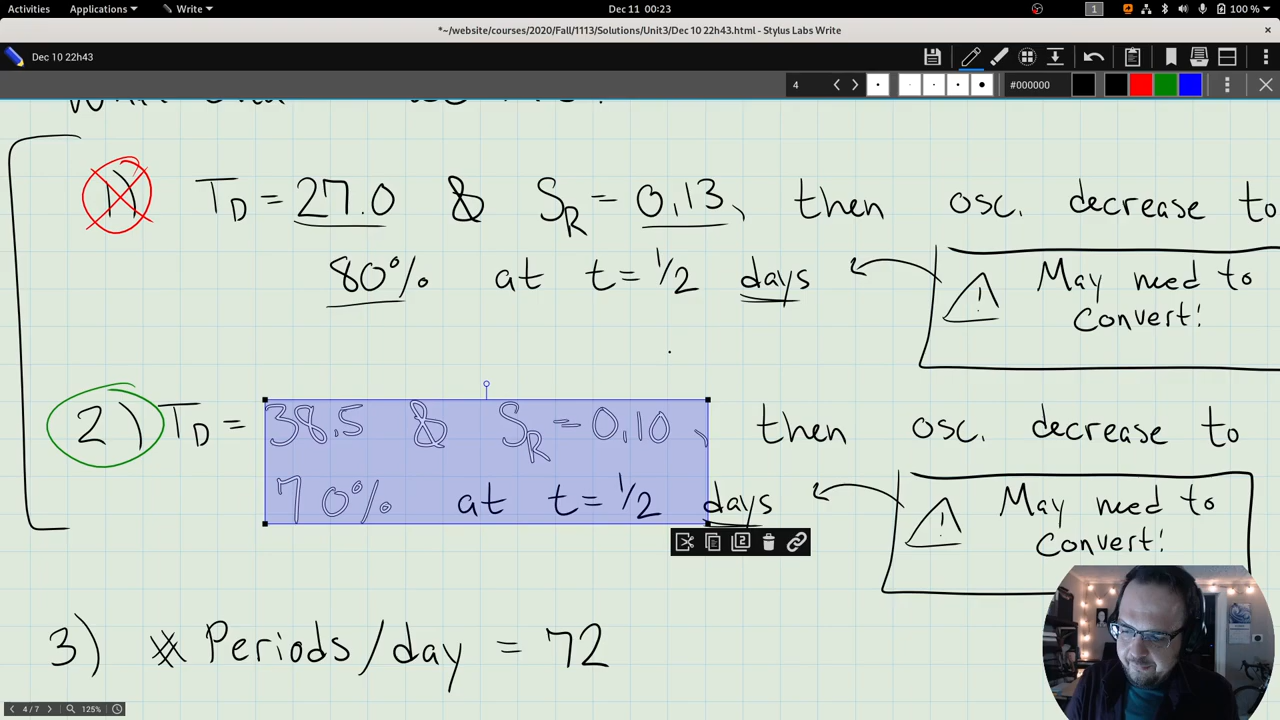 Activities Applications Write Dec 11 00:23 1 100 %
*~/website/courses/2020/Fall/1113/Solutions/Unit3/Dec 10 22h43.html - Stylus Labs Write
Dec 10 22h43
4 #000000
1) T_D = 27.0 & S_R = 0.13, then osc. decrease to
80% at t = 1/2 days
May need to
Convert!
2) T_D = 38.5 & S_R = 0.10, then osc. decrease to
70% at t = 1/2 days
May need to
Convert!
3) # Periods/day = 72
4/7 125%